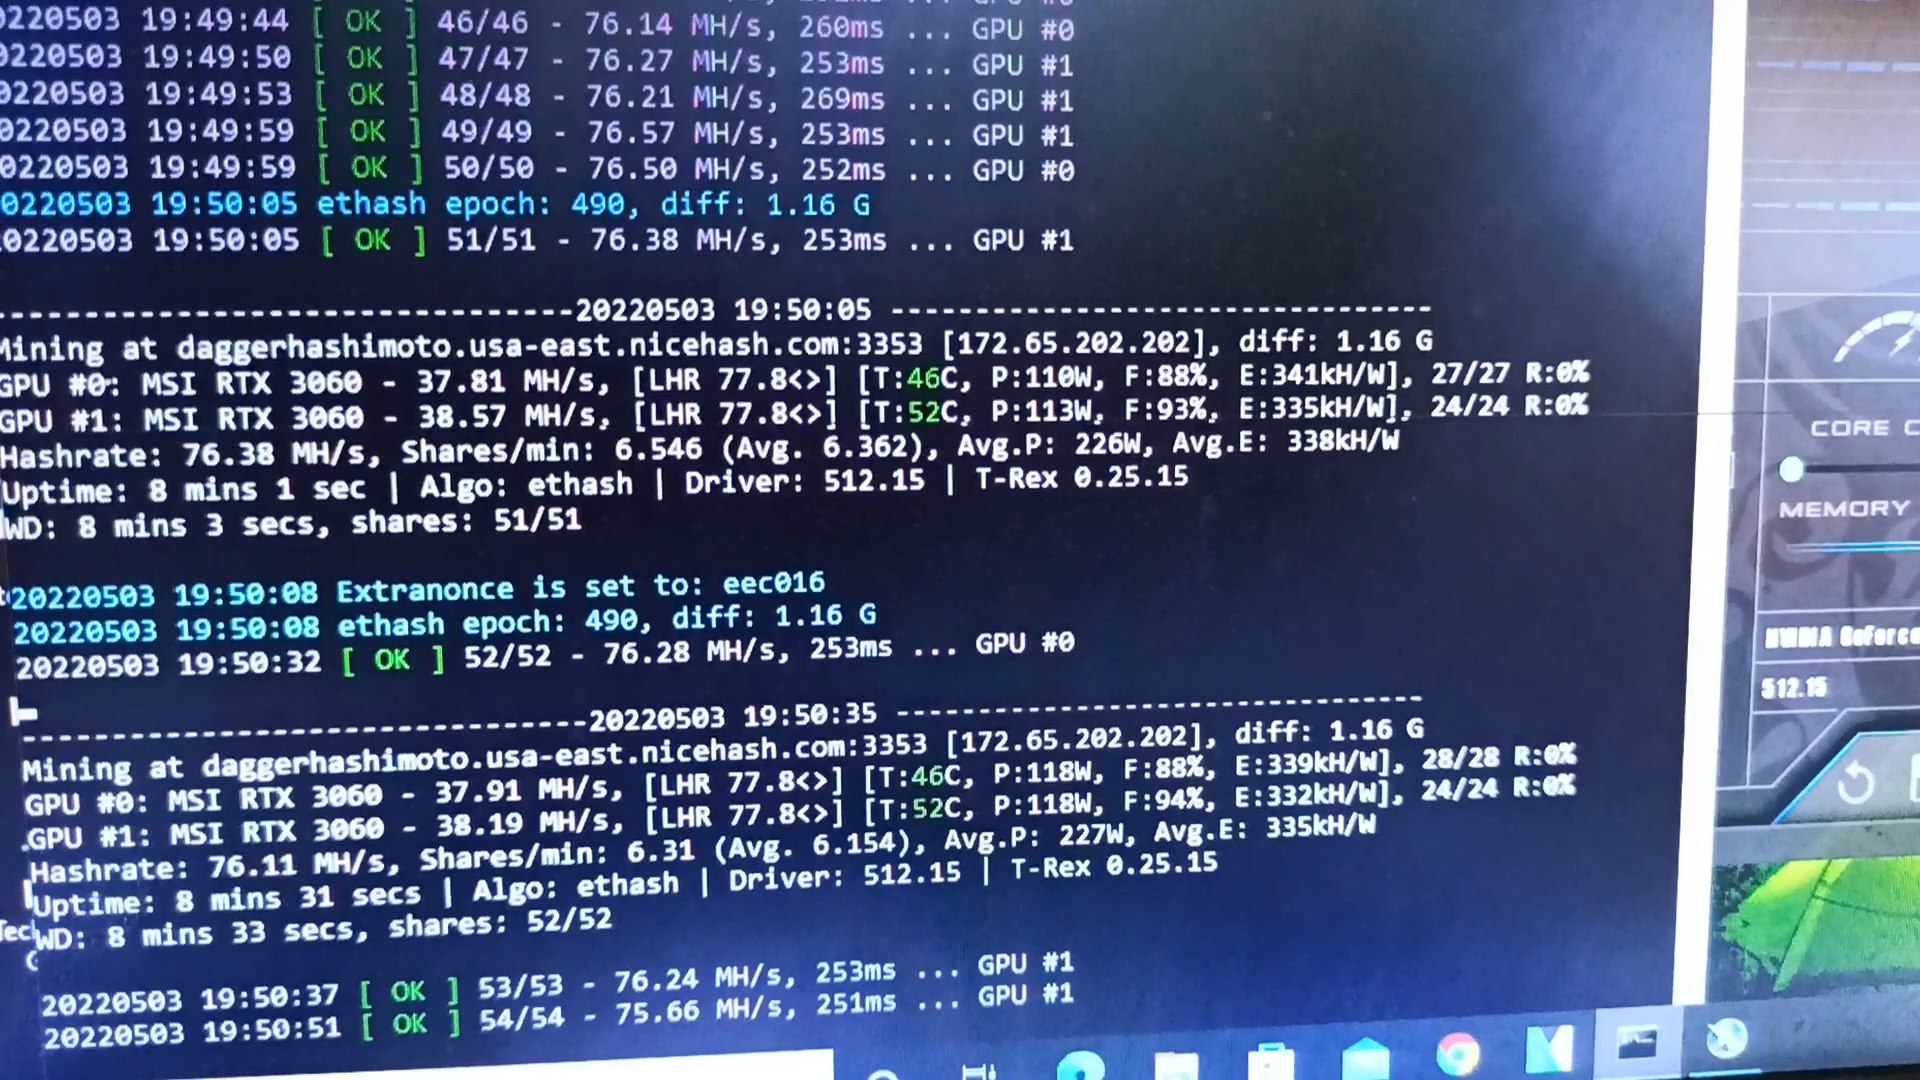 0220503 19:49:44 [ OK ] 46/46 - 76.14 MH/s, 260ms ... GPU #0
0220503 19:49:50 [ OK ] 47/47 - 76.27 MH/s, 253ms ... GPU #1
0220503 19:49:53 [ OK ] 48/48 - 76.21 MH/s, 269ms ... GPU #1
0220503 19:49:59 [ OK ] 49/49 - 76.57 MH/s, 253ms ... GPU #1
0220503 19:49:59 [ OK ] 50/50 - 76.50 MH/s, 252ms ... GPU #0
0220503 19:50:05 ethash epoch: 490, diff: 1.16 G
0220503 19:50:05 [ OK ] 51/51 - 76.38 MH/s, 253ms ... GPU #1
-------------------------------20220503 19:50:05 -------------------------------
Mining at daggerhashimoto.usa-east.nicehash.com:3353 [172.65.202.202], diff: 1.16 G
GPU #0: MSI RTX 3060 - 37.81 MH/s, [LHR 77.8<>] [T:46C, P:110W, F:88%, E:341kH/W], 27/27 R:0%
GPU #1: MSI RTX 3060 - 38.57 MH/s, [LHR 77.8<>] [T:52C, P:113W, F:93%, E:335kH/W], 24/24 R:0%
Hashrate: 76.38 MH/s, Shares/min: 6.546 (Avg. 6.362), Avg.P: 226W, Avg.E: 338kH/W
Uptime: 8 mins 1 sec | Algo: ethash | Driver: 512.15 | T-Rex 0.25.15
WD: 8 mins 3 secs, shares: 51/51
20220503 19:50:08 Extranonce is set to: eec016
20220503 19:50:08 ethash epoch: 490, diff: 1.16 G
20220503 19:50:32 [ OK ] 52/52 - 76.28 MH/s, 253ms ... GPU #0
-------------------------------20220503 19:50:35 -------------------------------
Mining at daggerhashimoto.usa-east.nicehash.com:3353 [172.65.202.202], diff: 1.16 G
GPU #0: MSI RTX 3060 - 37.91 MH/s, [LHR 77.8<>] [T:46C, P:118W, F:88%, E:339kH/W], 28/28 R:0%
GPU #1: MSI RTX 3060 - 38.19 MH/s, [LHR 77.8<>] [T:52C, P:118W, F:94%, E:332kH/W], 24/24 R:0%
Hashrate: 76.11 MH/s, Shares/min: 6.31 (Avg. 6.154), Avg.P: 227W, Avg.E: 335kH/W
Uptime: 8 mins 31 secs | Algo: ethash | Driver: 512.15 | T-Rex 0.25.15
WD: 8 mins 33 secs, shares: 52/52
20220503 19:50:37 [ OK ] 53/53 - 76.24 MH/s, 253ms ... GPU #1
20220503 19:50:51 [ OK ] 54/54 - 75.66 MH/s, 251ms ... GPU #1
CORE C
MEMORY
NVIDIA GeForce
512.15